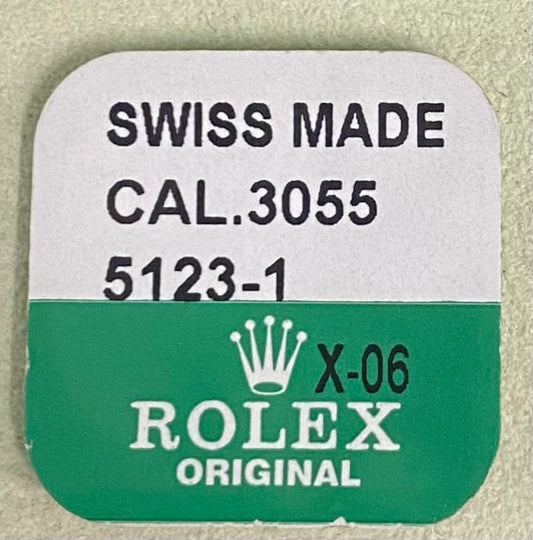 SWISS MADE
CAL.3055
5123-1
X-06
ROLEX
ORIGINAL